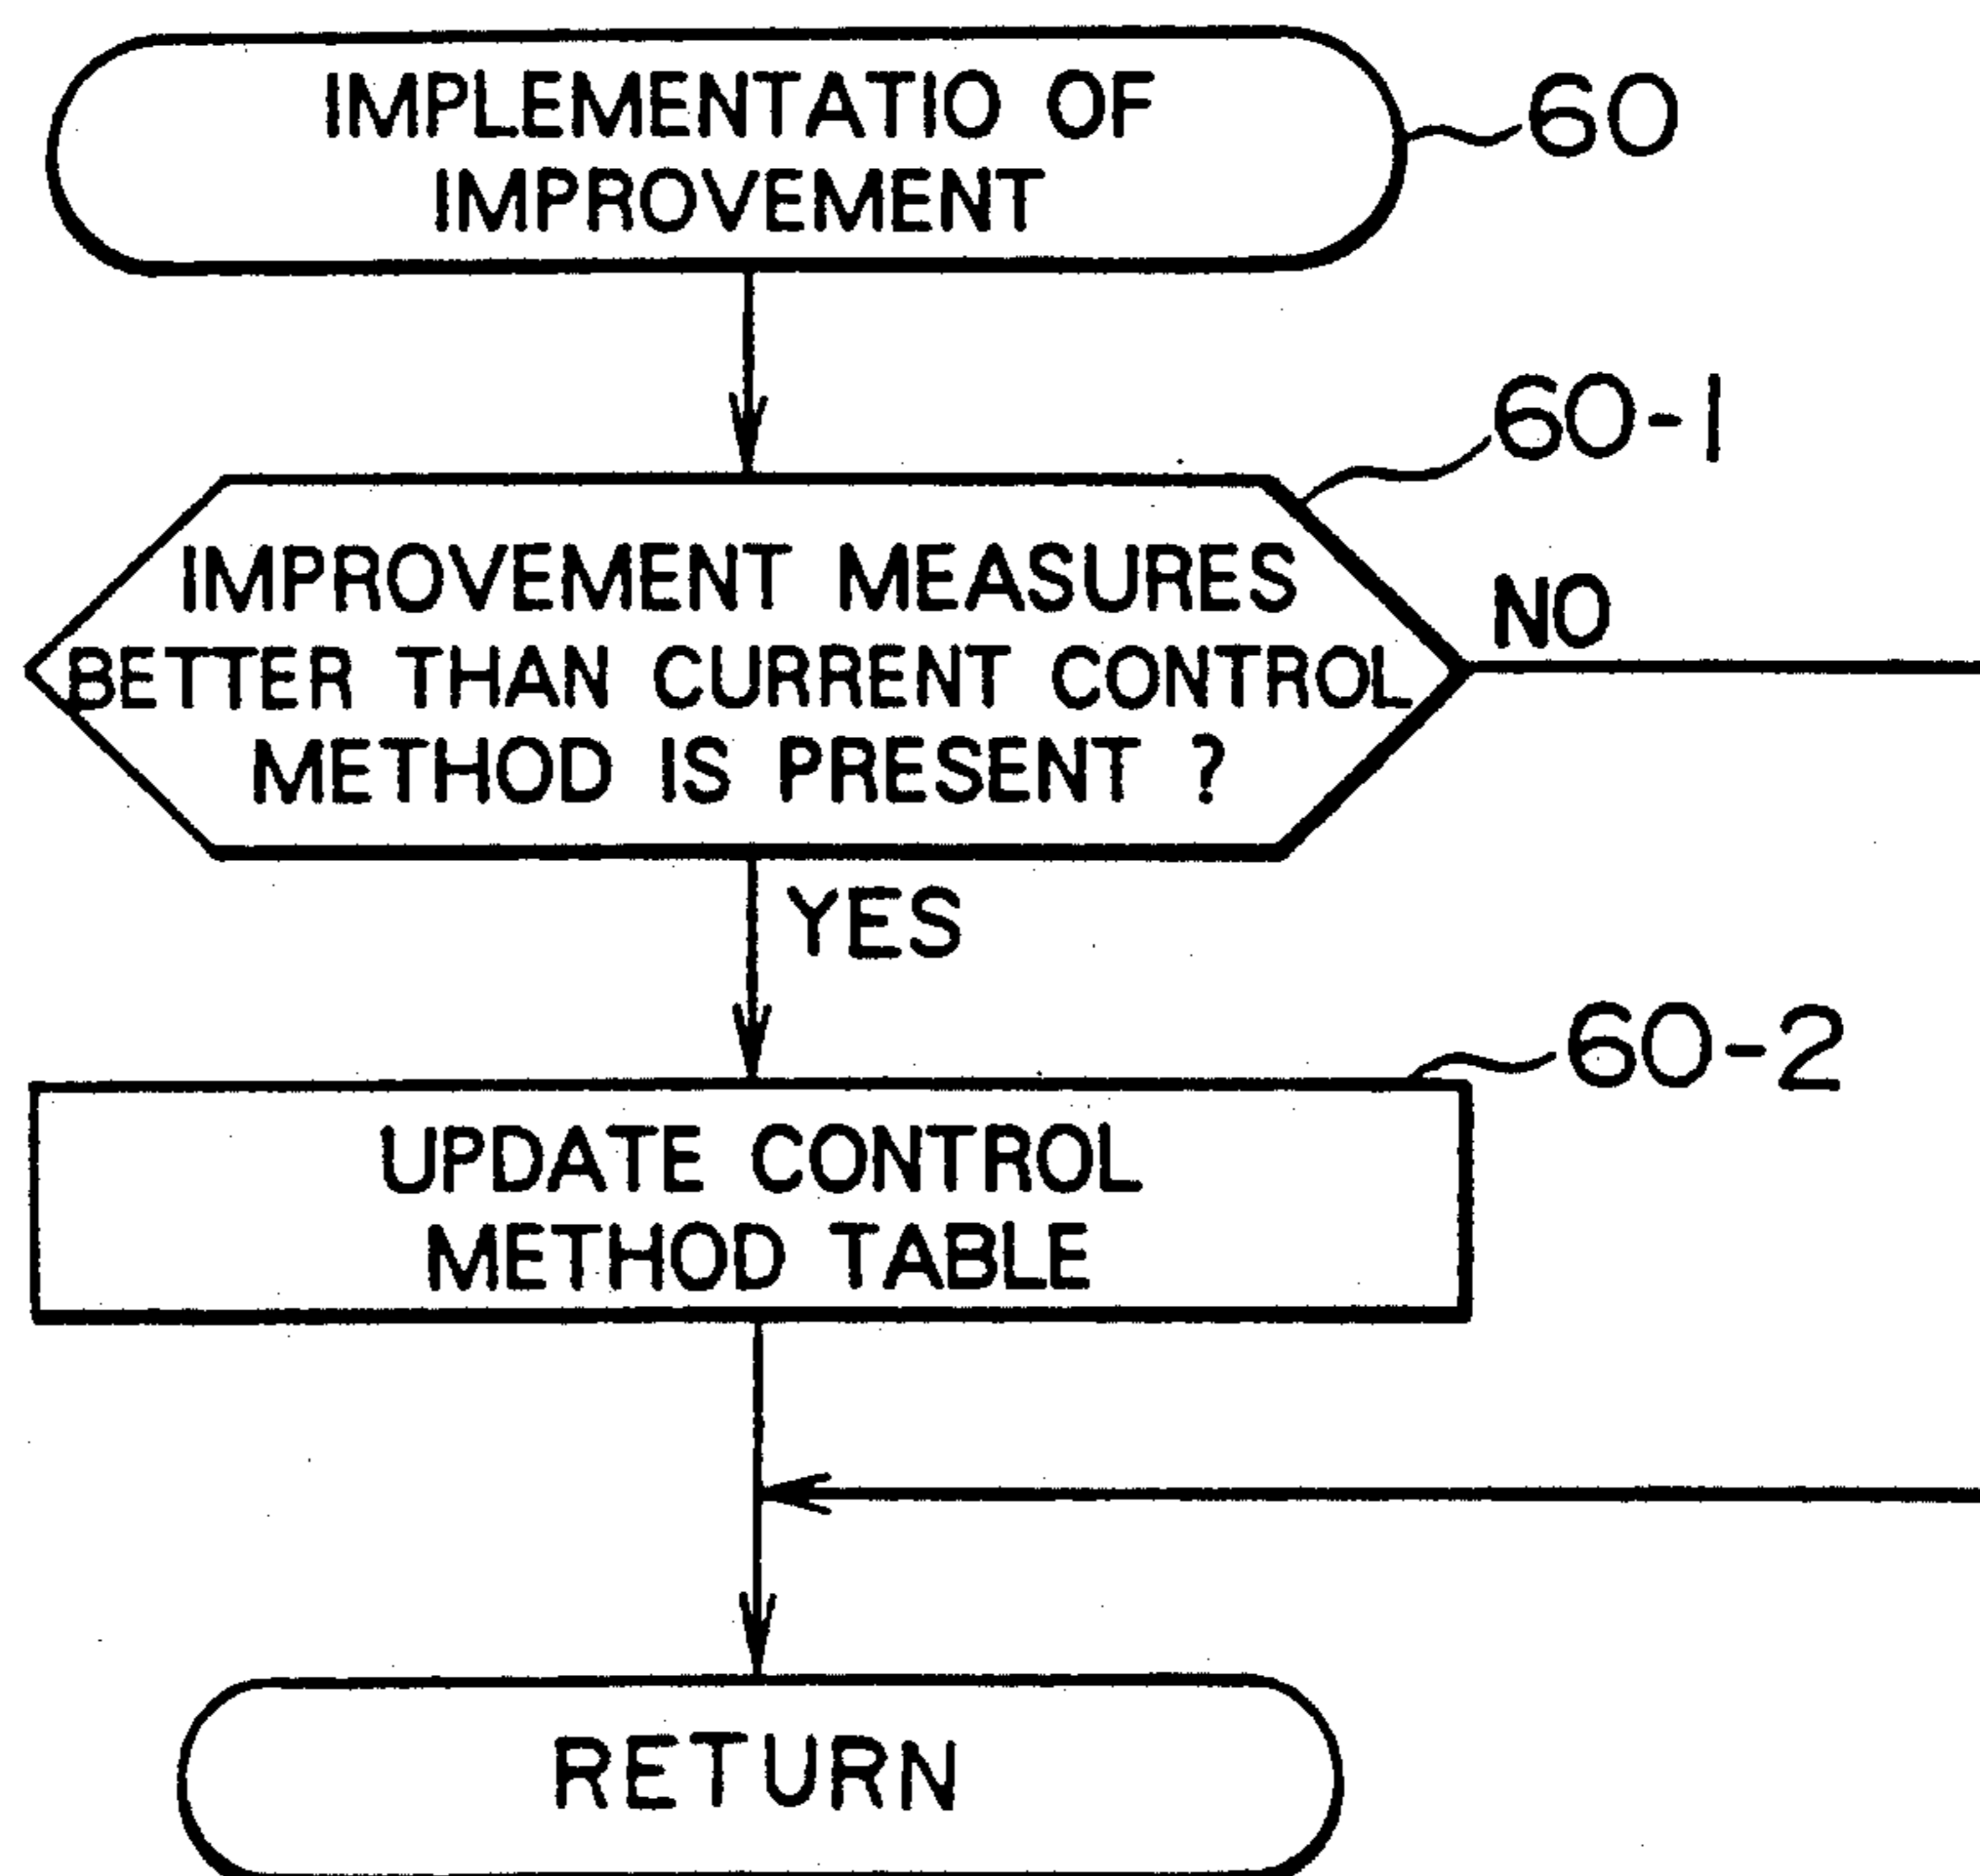 IMPLEMENTATIO OF
IMPROVEMENT
60
60-1
IMPROVEMENT MEASURES
BETTER THAN CURRENT CONTROL
METHOD IS PRESENT ?
NO
YES
60-2
UPDATE CONTROL
METHOD TABLE
RETURN